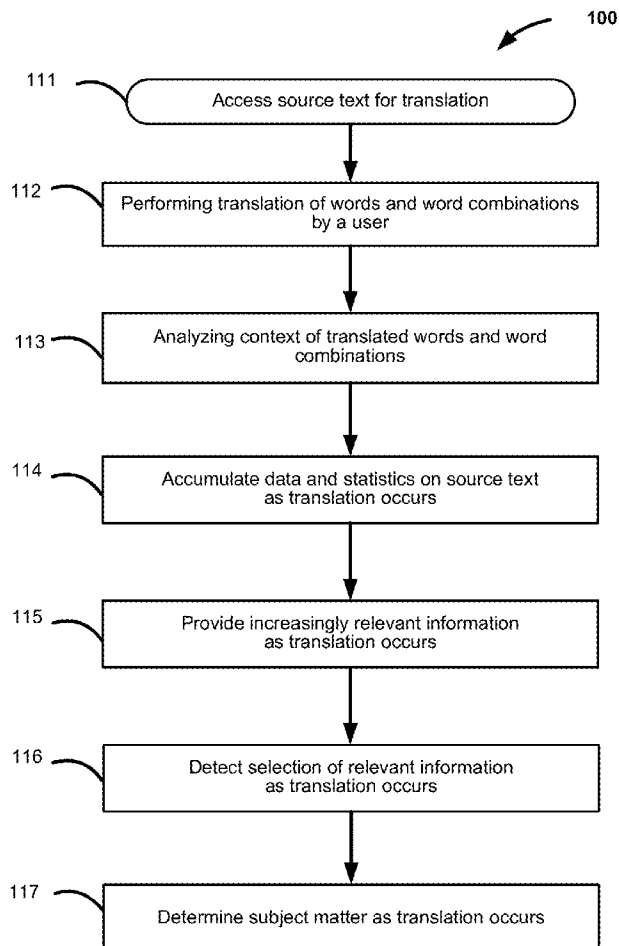 100
111
Access source text for translation
112
Performing translation of words and word combinations
by a user
113
Analyzing context of translated words and word
combinations
114
Accumulate data and statistics on source text
as translation occurs
115
Provide increasingly relevant information
as translation occurs
116
Detect selection of relevant information
as translation occurs
117
Determine subject matter as translation occurs